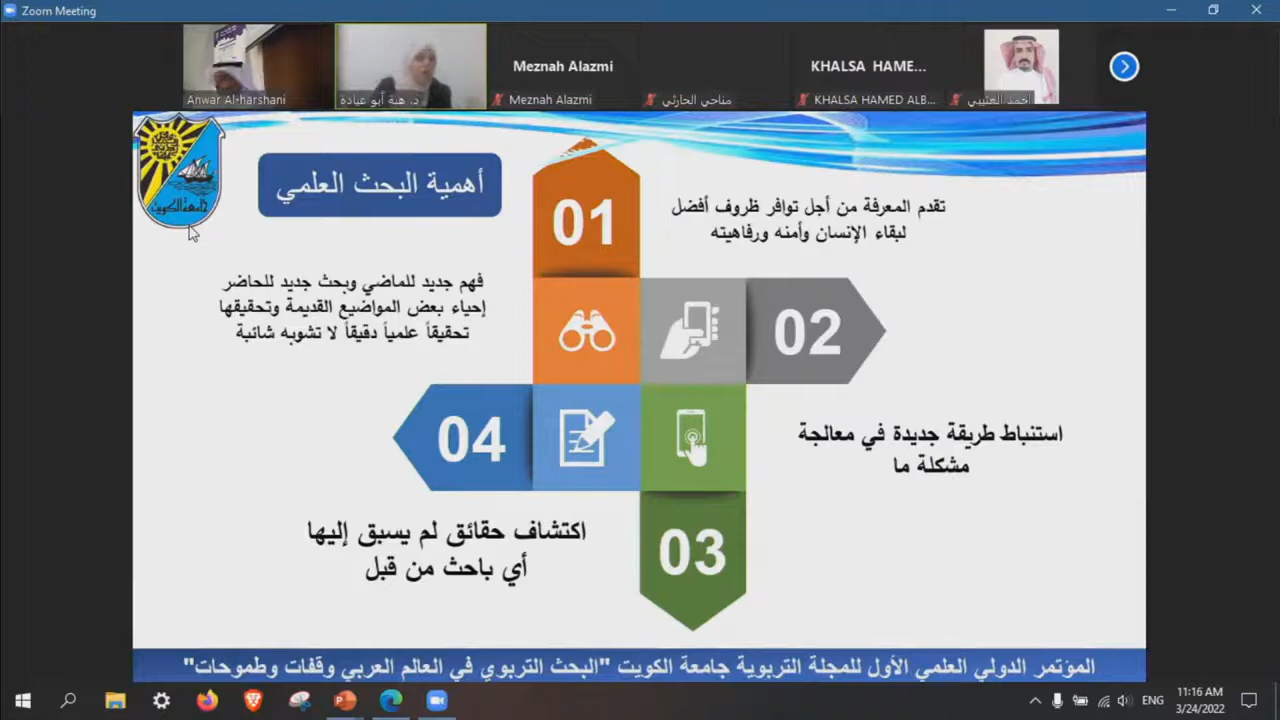 Zoom Meeting
Anwar Al-harshani
د. هبة أبو عيادة
Meznah Alazmi
Meznah Alazmi
مناحي الحارثي
KHALSA HAME...
KHALSA HAMED ALB...
احمد العتيبي
جامعة الكويت
أهمية البحث العلمي
01
تقدم المعرفة من أجل توافر ظروف أفضل
لبقاء الإنسان وأمنه ورفاهيته
فهم جديد للماضي وبحث جديد للحاضر
إحياء بعض المواضيع القديمة وتحقيقها
تحقيقاً علمياً دقيقاً لا تشوبه شائبة
02
04
استنباط طريقة جديدة في معالجة
مشكلة ما
اكتشاف حقائق لم يسبق إليها
أي باحث من قبل
03
المؤتمر الدولي العلمي الأول للمجلة التربوية جامعة الكويت "البحث التربوي في العالم العربي وقفات وطموحات"
ENG
11:16 AM
3/24/2022